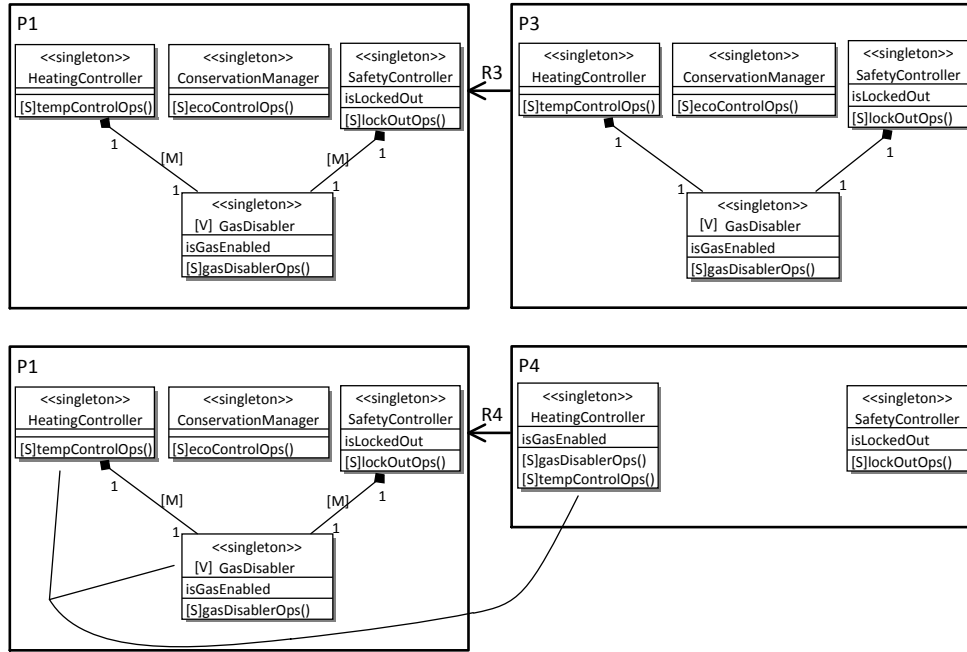 P1
<<singleton>>
HeatingController
[S]tempControlOps()
<<singleton>>
ConservationManager
[S]ecoControlOps()
<<singleton>>
SafetyController
isLockedOut
[S]lockOutOps()
1
[M]
1
[M]
1
1
<<singleton>>
[V] GasDisabler
isGasEnabled
[S]gasDisablerOps()
R3
P3
<<singleton>>
HeatingController
[S]tempControlOps()
<<singleton>>
ConservationManager
[S]ecoControlOps()
<<singleton>>
SafetyController
isLockedOut
[S]lockOutOps()
1
1
1
1
<<singleton>>
[V] GasDisabler
isGasEnabled
[S]gasDisablerOps()
P1
<<singleton>>
HeatingController
[S]tempControlOps()
<<singleton>>
ConservationManager
[S]ecoControlOps()
<<singleton>>
SafetyController
isLockedOut
[S]lockOutOps()
1
[M]
1
[M]
1
1
<<singleton>>
[V] GasDisabler
isGasEnabled
[S]gasDisablerOps()
R4
P4
<<singleton>>
HeatingController
isGasEnabled
[S]gasDisablerOps()
[S]tempControlOps()
<<singleton>>
SafetyController
isLockedOut
[S]lockOutOps()